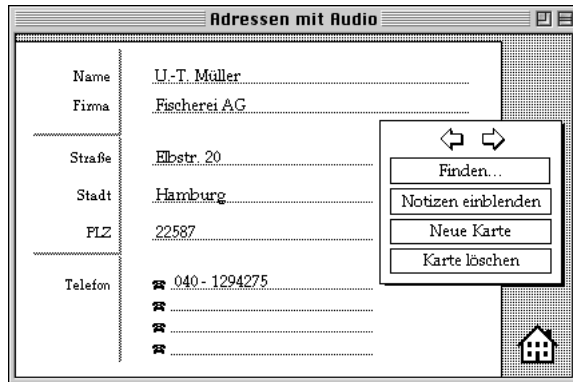 Adressen mit Audio
Name U.-T. Müller
Firma Fischerei AG
Straße Elbstr. 20
Stadt Hamburg
PLZ 22587
Telefon 040 - 1294275
Finden...
Notizen einblenden
Neue Karte
Karte löschen